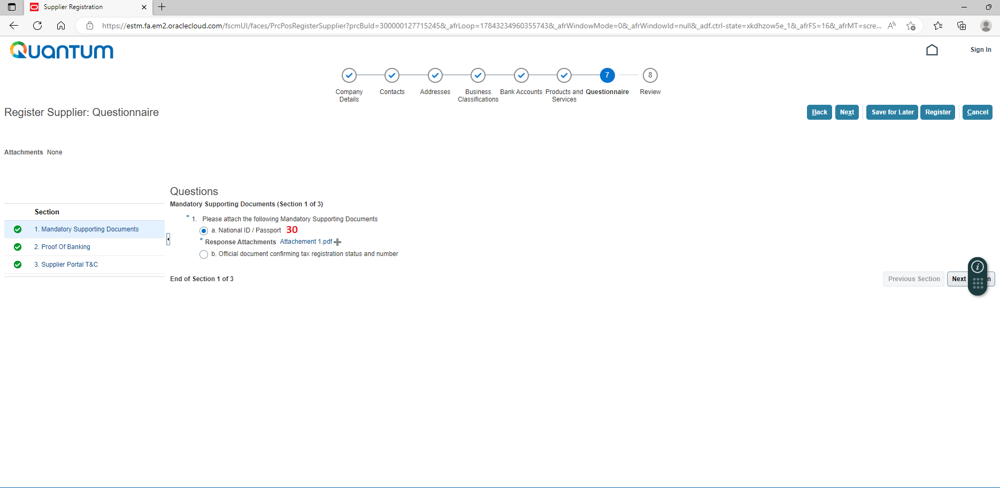 Supplier Registration
https://estm.fa.em2.oraclecloud.com/fscmUI/faces/PrcPosRegisterSupplier?prcBuId=300000127715245&_afrLoop=17843234960355743&_afrWindowMode=0&_afrWindowId=null&_adf.ctrl-state=xkdhzow5e_1&_afrFS=16&_afrMT=scre...
QUANTUM
Sign In
7
8
Company Details
Contacts
Addresses
Business Classifications
Bank Accounts
Products and Services
Questionnaire
Review
Register Supplier: Questionnaire
Back
Next
Save for Later
Register
Cancel
Attachments None
Section
1. Mandatory Supporting Documents
2. Proof Of Banking
3. Supplier Portal T&C
Questions
Mandatory Supporting Documents (Section 1 of 3)
* 1. Please attach the following Mandatory Supporting Documents
a. National ID / Passport 30
* Response Attachments Attachement 1.pdf
b. Official document confirming tax registration status and number
End of Section 1 of 3
Previous Section
Next